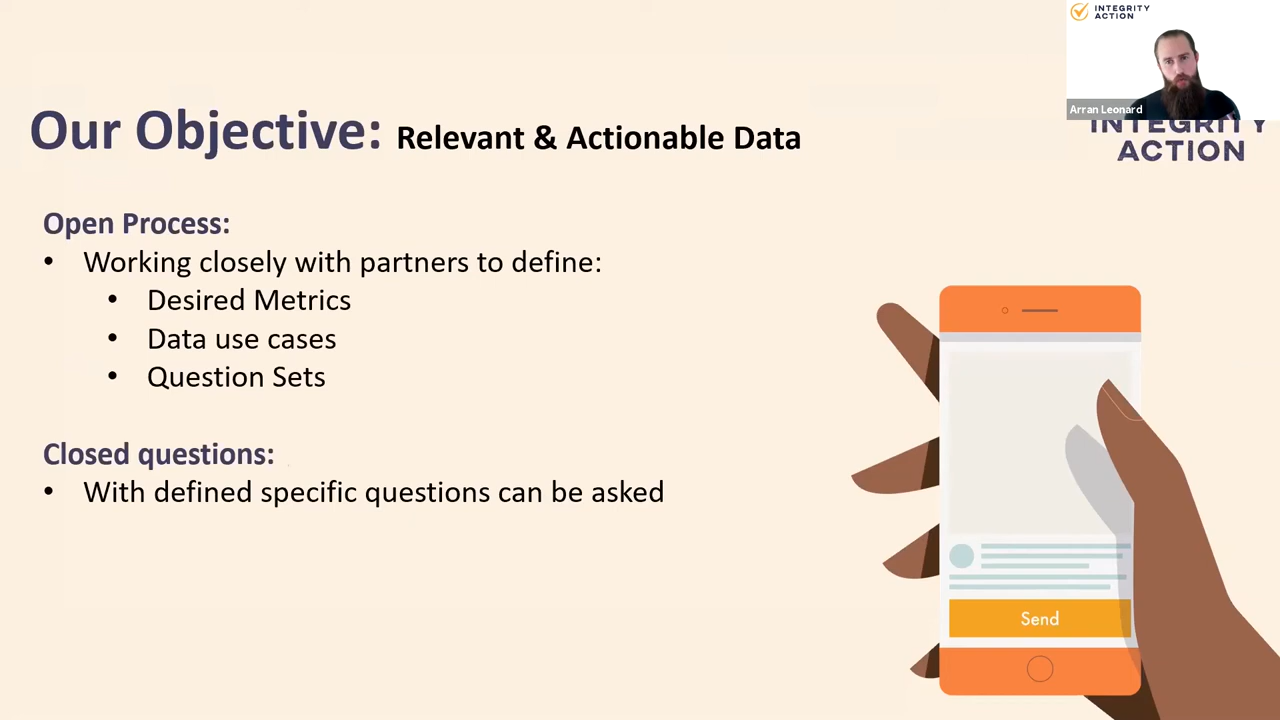 INTEGRITY
ACTION
Arran Leonard
INTEGRITY
ACTION
Our Objective: Relevant & Actionable Data
Open Process:
• Working closely with partners to define:
• Desired Metrics
• Data use cases
• Question Sets
Closed questions:
• With defined specific questions can be asked
Send